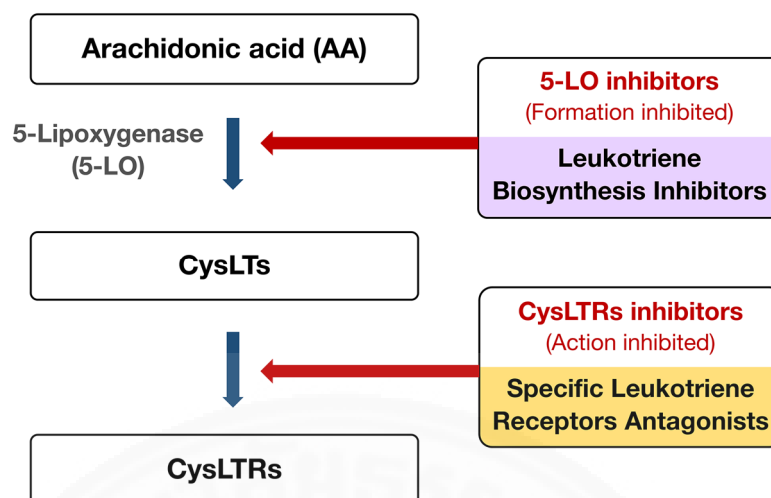 Arachidonic acid (AA)
5-LO inhibitors
(Formation inhibited)
5-Lipoxygenase
(5-LO)
Leukotriene
Biosynthesis Inhibitors
CysLTs
CysLTRs inhibitors
(Action inhibited)
Specific Leukotriene
Receptors Antagonists
CysLTRs